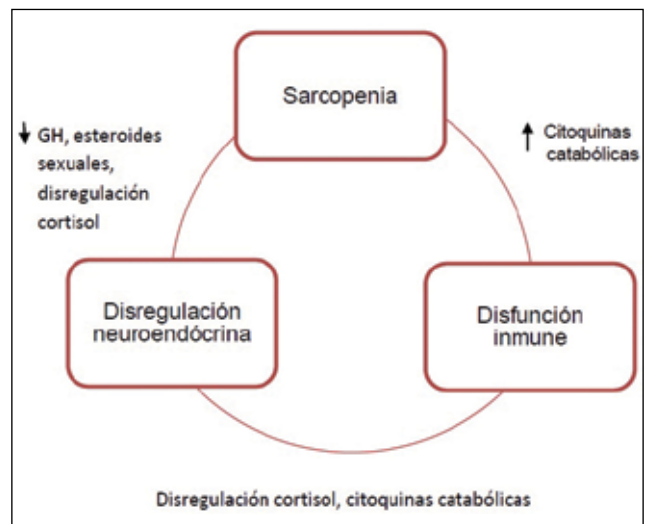 Sarcopenia
↓ GH, esteroides
sexuales,
disregulación
cortisol
↑ Citoquinas
catabólicas
Disregulación
neuroendócrina
Disfunción
inmune
Disregulación cortisol, citoquinas catabólicas